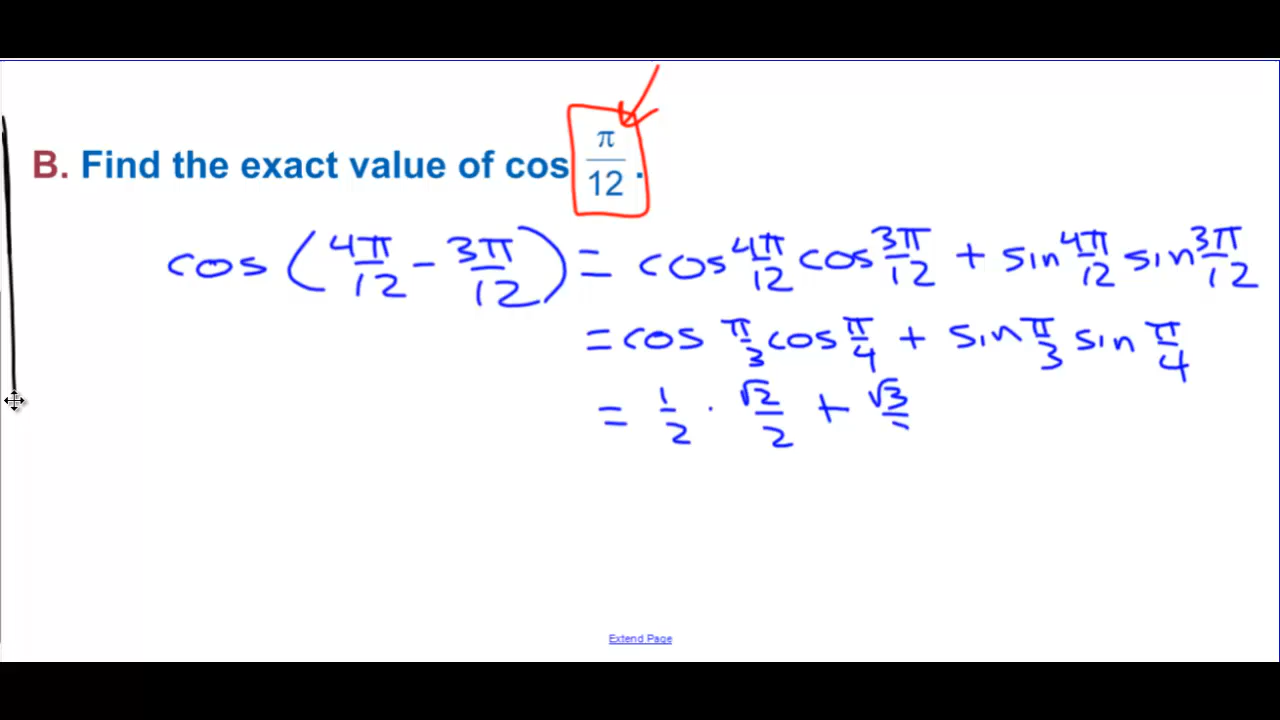 B. Find the exact value of cos π/12.
cos (4π/12 - 3π/12) = cos 4π/12 cos 3π/12 + sin 4π/12 sin 3π/12
= cos π/3 cos π/4 + sin π/3 sin π/4
= 1/2 · √2/2 + √3/
Extend Page